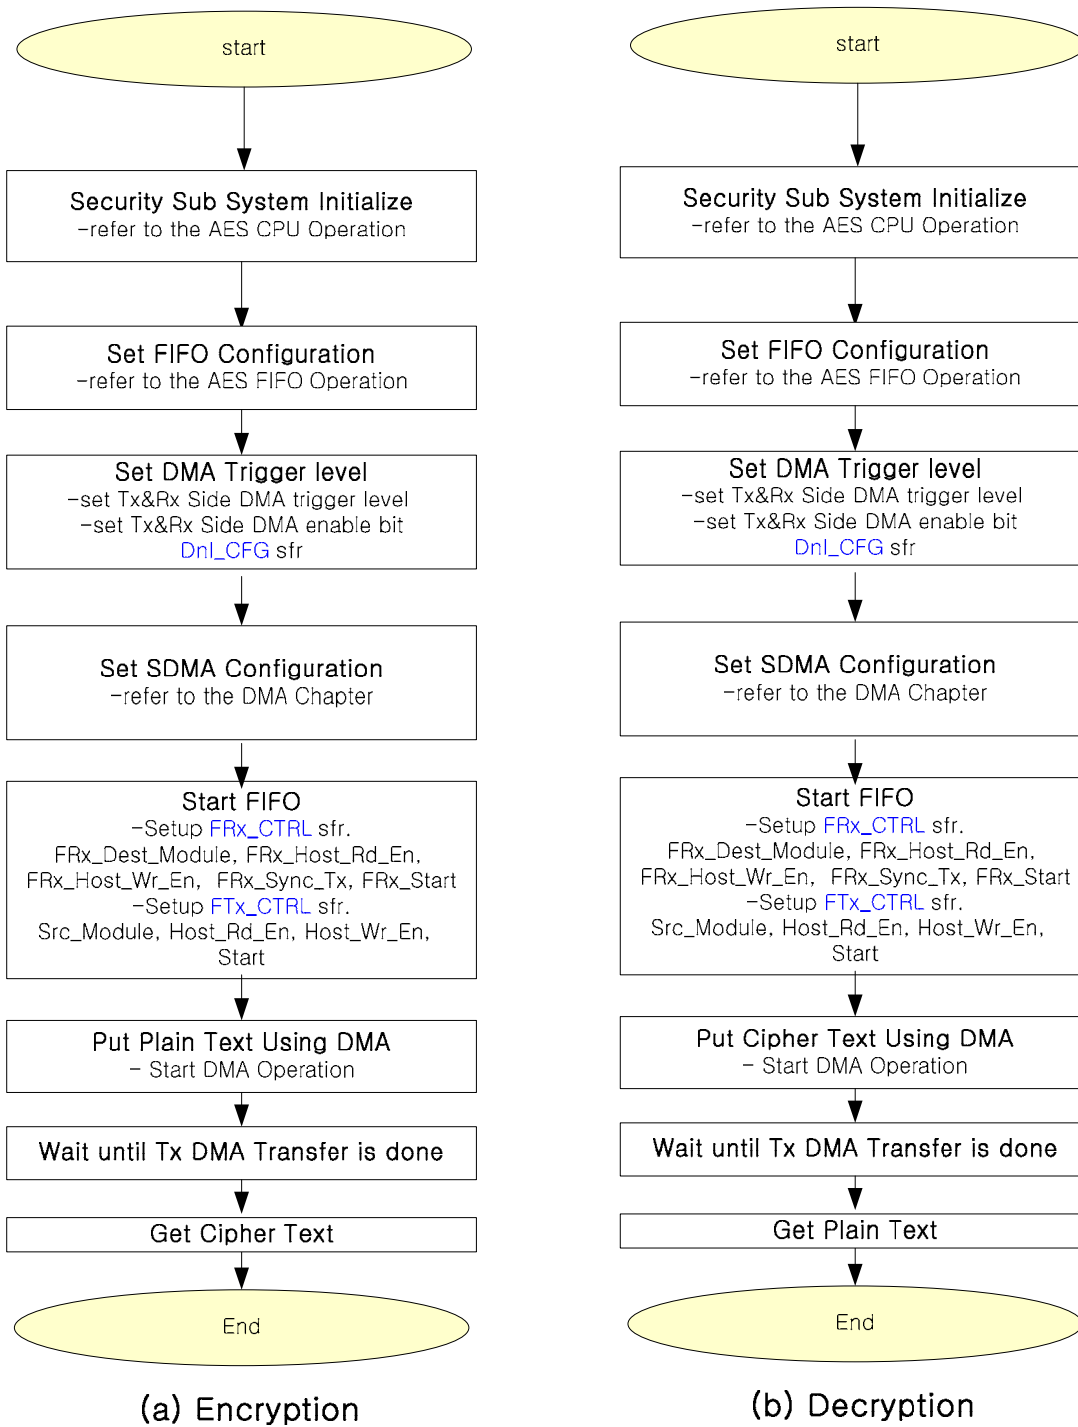 start
Security Sub System Initialize
-refer to the AES CPU Operation
Set FIFO Configuration
-refer to the AES FIFO Operation
Set DMA Trigger level
-set Tx&Rx Side DMA trigger level
-set Tx&Rx Side DMA enable bit
Dnl_CFG sfr
Set SDMA Configuration
-refer to the DMA Chapter
Start FIFO
-Setup FRx_CTRL sfr.
FRx_Dest_Module, FRx_Host_Rd_En,
FRx_Host_Wr_En, FRx_Sync_Tx, FRx_Start
-Setup FTx_CTRL sfr.
Src_Module, Host_Rd_En, Host_Wr_En,
Start
Put Plain Text Using DMA
- Start DMA Operation
Wait until Tx DMA Transfer is done
Get Cipher Text
End
(a) Encryption
start
Security Sub System Initialize
-refer to the AES CPU Operation
Set FIFO Configuration
-refer to the AES FIFO Operation
Set DMA Trigger level
-set Tx&Rx Side DMA trigger level
-set Tx&Rx Side DMA enable bit
Dnl_CFG sfr
Set SDMA Configuration
-refer to the DMA Chapter
Start FIFO
-Setup FRx_CTRL sfr.
FRx_Dest_Module, FRx_Host_Rd_En,
FRx_Host_Wr_En, FRx_Sync_Tx, FRx_Start
-Setup FTx_CTRL sfr.
Src_Module, Host_Rd_En, Host_Wr_En,
Start
Put Cipher Text Using DMA
- Start DMA Operation
Wait until Tx DMA Transfer is done
Get Plain Text
End
(b) Decryption